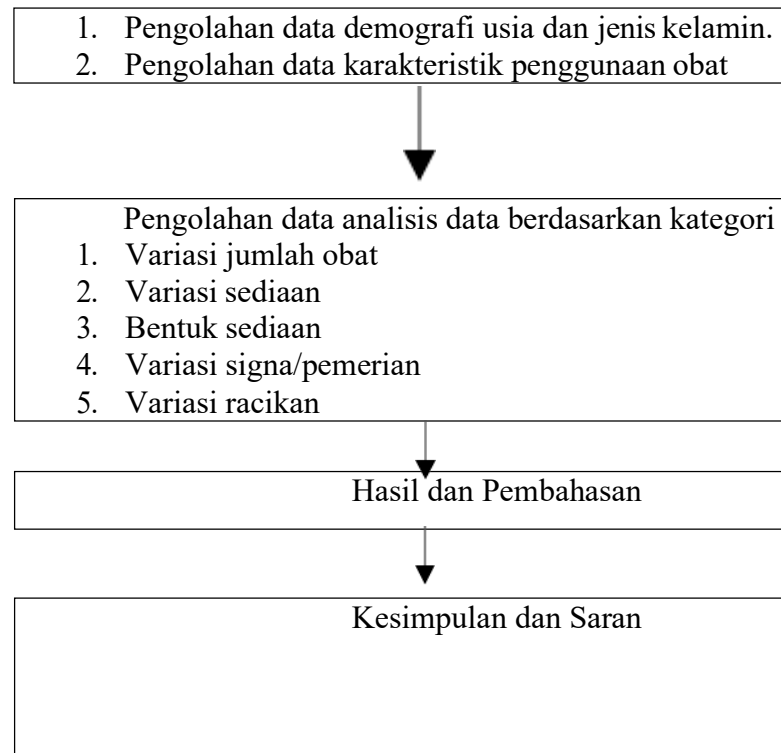 1. Pengolahan data demografi usia dan jenis kelamin.
2. Pengolahan data karakteristik penggunaan obat
Pengolahan data analisis data berdasarkan kategori
1. Variasi jumlah obat
2. Variasi sediaan
3. Bentuk sediaan
4. Variasi signa/pemerian
5. Variasi racikan
Hasil dan Pembahasan
Kesimpulan dan Saran